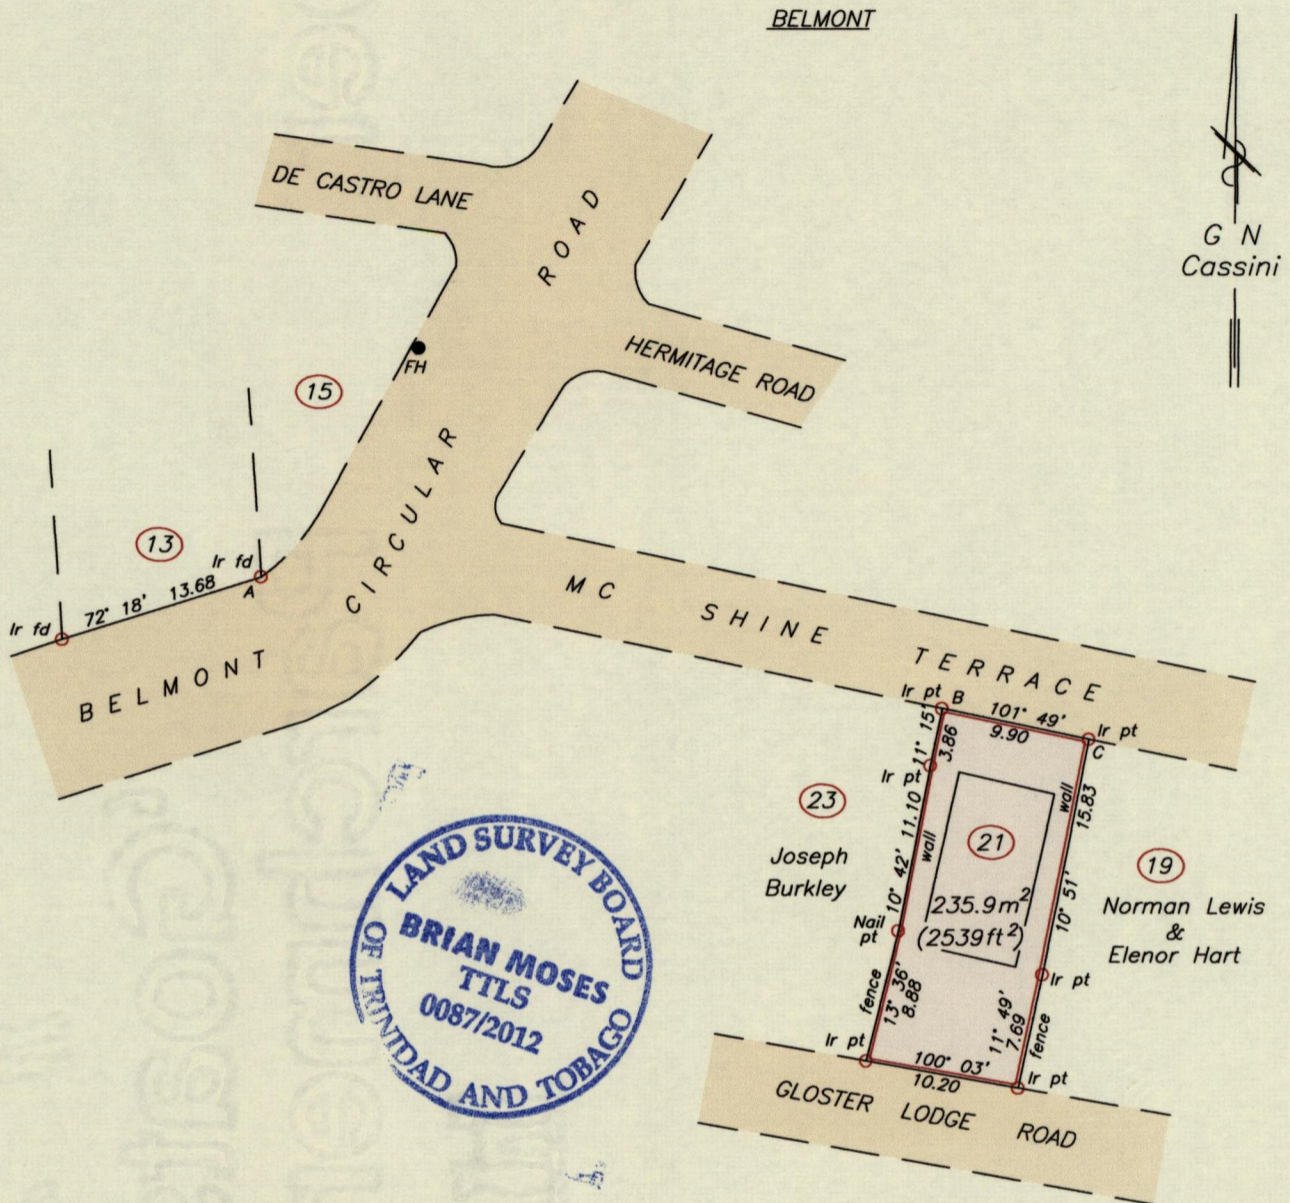 BELMONT
G N
Cassini
DE CASTRO LANE
BELMONT CIRCULAR ROAD
HERMITAGE ROAD
FH
15
13
Ir fd
Ir fd
A
72° 18' 13.68
MC SHINE TERRACE
Ir pt
B
101° 49'
9.90
Ir pt
C
11° 15'
3.86
Ir pt
10° 42' 11.10
wall
Nail
pt
fence
13° 36'
8.88
Ir pt
100° 03'
10.20
Ir pt
wall
15.83
10° 51'
Ir pt
11° 49'
7.69
fence
21
235.9m²
(2539ft²)
23
Joseph
Burkley
19
Norman Lewis
&
Elenor Hart
GLOSTER LODGE ROAD
LAND SURVEY BOARD
OF TRINIDAD AND TOBAGO
BRIAN MOSES
TTLS
0087/2012